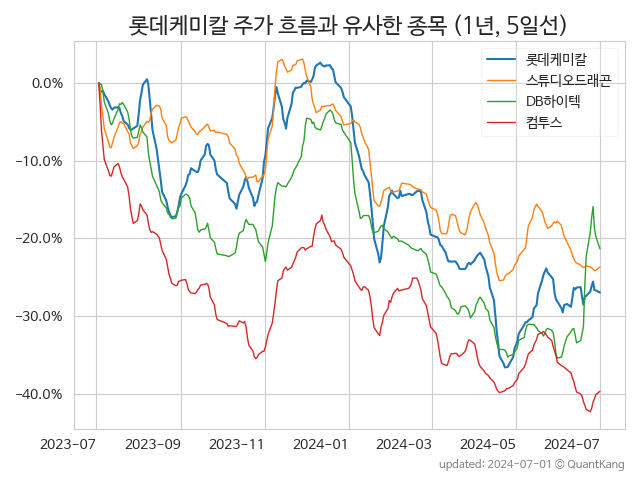 롯데케미칼 주가 흐름과 유사한 종목 (1년, 5일선)
롯데케미칼
스튜디오드래곤
DB하이텍
컴투스
0.0%
−10.0%
−20.0%
−30.0%
−40.0%
2023-07 2023-09 2023-11 2024-01 2024-03 2024-05 2024-07
updated: 2024-07-01 © QuantKang